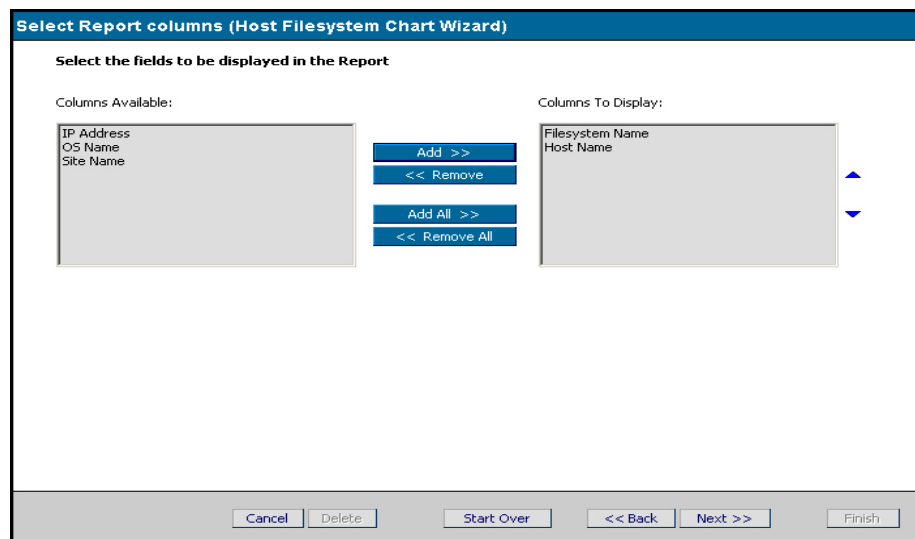 Select Report columns (Host Filesystem Chart Wizard)
Select the fields to be displayed in the Report
Columns Available:
IP Address
OS Name
Site Name
Add >>
<< Remove
Add All >>
<< Remove All
Columns To Display:
Filesystem Name
Host Name
Cancel
Delete
Start Over
<< Back
Next >>
Finish